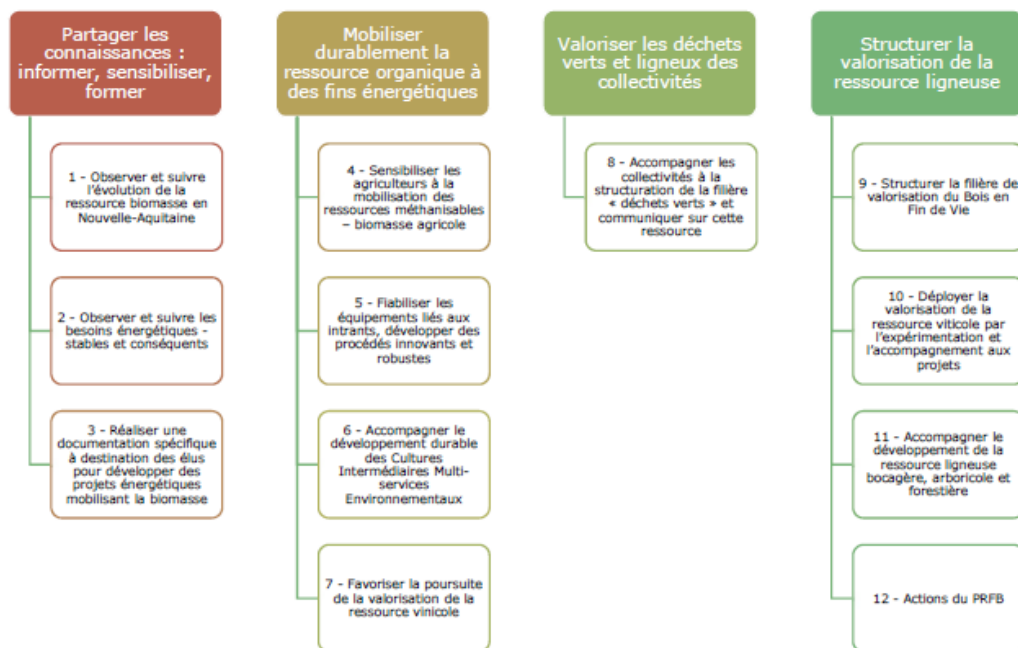 Partager les
connaissances :
informer, sensibiliser,
former
1 - Observer et suivre
l'évolution de la
ressource biomasse en
Nouvelle-Aquitaine
2 - Observer et suivre les
besoins énergétiques -
stables et conséquents
3 - Réaliser une
documentation spécifique
à destination des élus
pour développer des
projets énergétiques
mobilisant la biomasse
Mobiliser
durablement la
ressource organique à
des fins énergétiques
4 - Sensibiliser les
agriculteurs à la
mobilisation des
ressources méthanisables
– biomasse agricole
5 - Fiabiliser les
équipements liés aux
intrants, développer des
procédés innovants et
robustes
6 - Accompagner le
développement durable
des Cultures
Intermédiaires Multi-
services
Environnementaux
7 - Favoriser la poursuite
de la valorisation de la
ressource vinicole
Valoriser les déchets
verts et ligneux des
collectivités
8 - Accompagner les
collectivités à la
structuration de la filière
« déchets verts » et
communiquer sur cette
ressource
Structurer la
valorisation de la
ressource ligneuse
9 - Structurer la filière de
valorisation du Bois en
Fin de Vie
10 - Déployer la
valorisation de la
ressource viticole par
l'expérimentation et
l'accompagnement aux
projets
11 - Accompagner le
développement de la
ressource ligneuse
bocagère, arboricole et
forestière
12 - Actions du PRFB